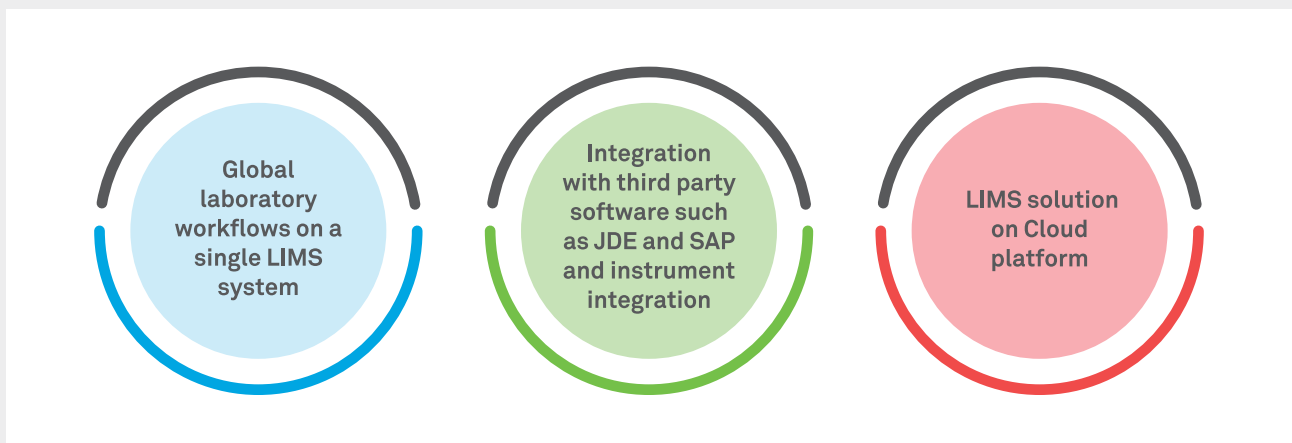 Global
laboratory
workflows on a
single LIMS
system
Integration
with third party
software such
as JDE and SAP
and instrument
integration
LIMS solution
on Cloud
platform